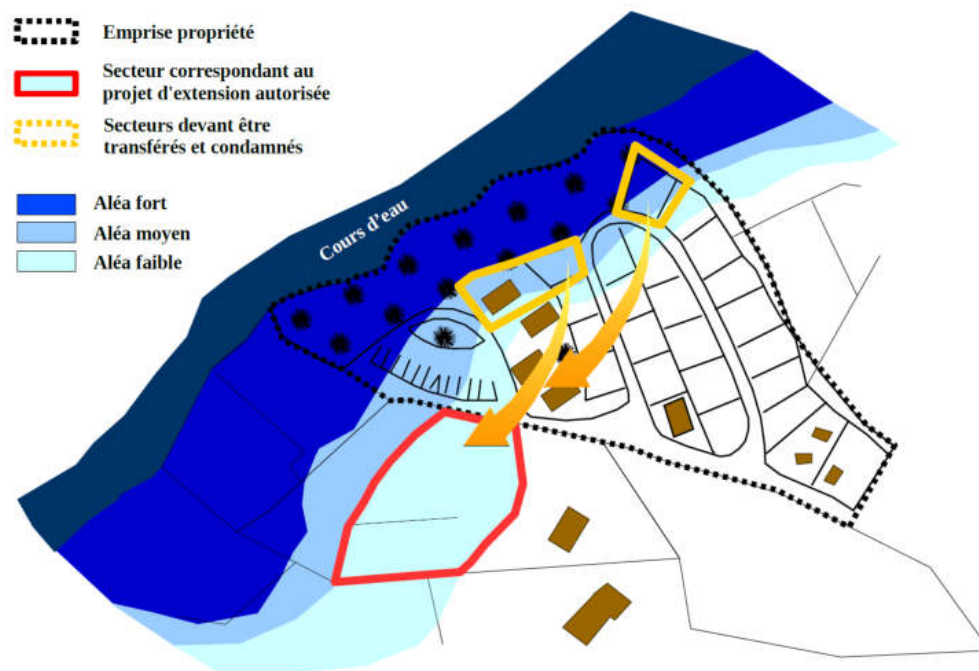 Emprise propriété
Secteur correspondant au
projet d'extension autorisée
Secteurs devant être
transférés et condamnés
Aléa fort
Aléa moyen
Aléa faible
Cours d'eau